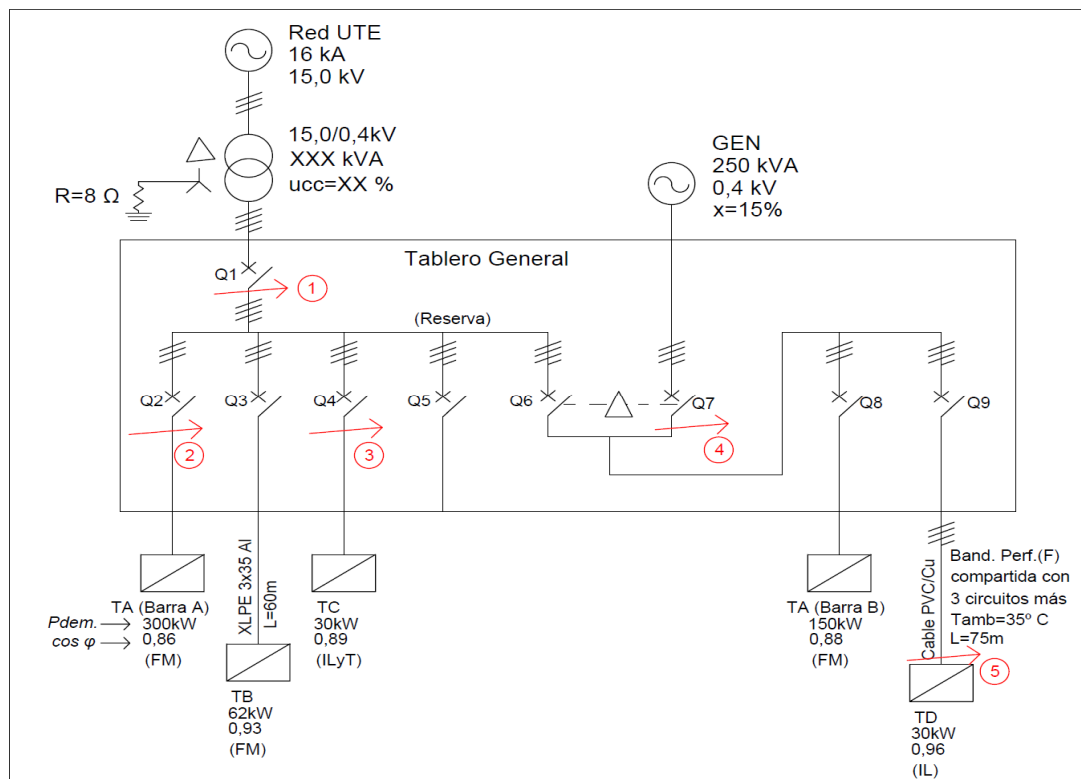 Red UTE
16 kA
15,0 kV
15,0/0,4kV
XXX kVA
ucc=XX %
R=8 Ω
GEN
250 kVA
0,4 kV
x=15%
Tablero General
Q1
1
(Reserva)
Q2
Q3
Q4
Q5
Q6
Q7
Q8
Q9
2
3
4
XLPE 3x35 Al
L=60m
Pdem.
cos φ
TA (Barra A)
300kW
0,86
(FM)
TB
62kW
0,93
(FM)
TC
30kW
0,89
(ILyT)
TA (Barra B)
150kW
0,88
(FM)
Cable PVC/Cu
Band. Perf.(F)
compartida con
3 circuitos más
Tamb=35º C
L=75m
5
TD
30kW
0,96
(IL)